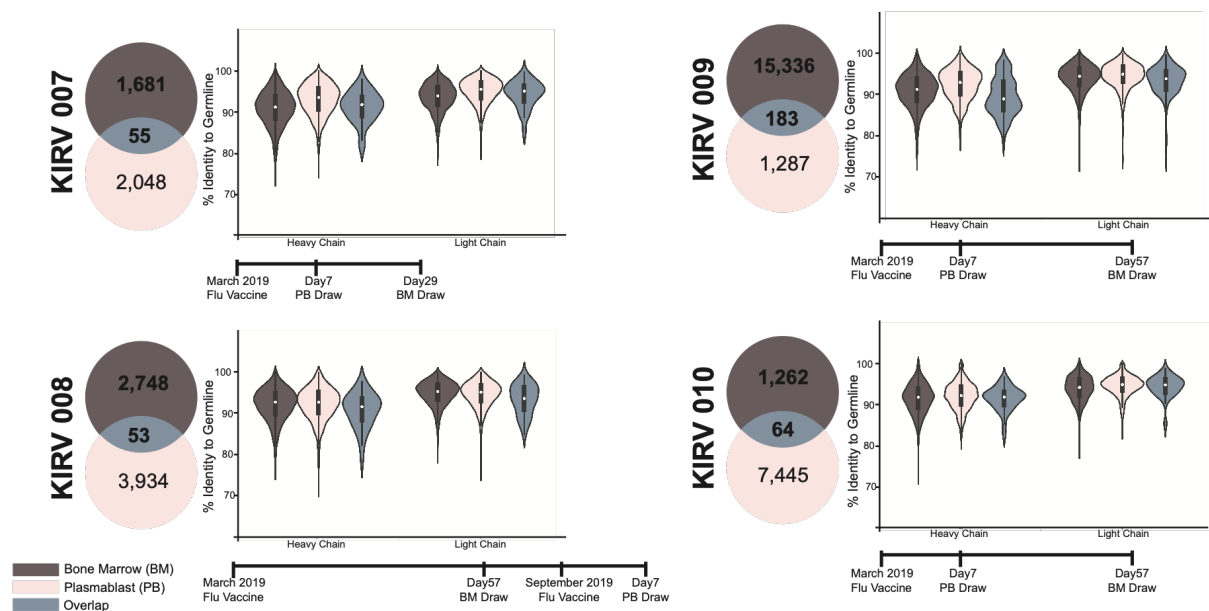 KIRV 007
1,681
55
2,048
% Identity to Germline
100
90
80
70
Heavy Chain
Light Chain
March 2019
Flu Vaccine
Day7
PB Draw
Day29
BM Draw
KIRV 009
15,336
183
1,287
% Identity to Germline
100
90
80
70
Heavy Chain
Light Chain
March 2019
Flu Vaccine
Day7
PB Draw
Day57
BM Draw
KIRV 008
2,748
53
3,934
% Identity to Germline
100
90
80
70
Heavy Chain
Light Chain
March 2019
Flu Vaccine
Day57
BM Draw
September 2019
Flu Vaccine
Day7
PB Draw
KIRV 010
1,262
64
7,445
% Identity to Germline
100
90
80
70
Heavy Chain
Light Chain
March 2019
Flu Vaccine
Day7
PB Draw
Day57
BM Draw
Bone Marrow (BM)
Plasmablast (PB)
Overlap